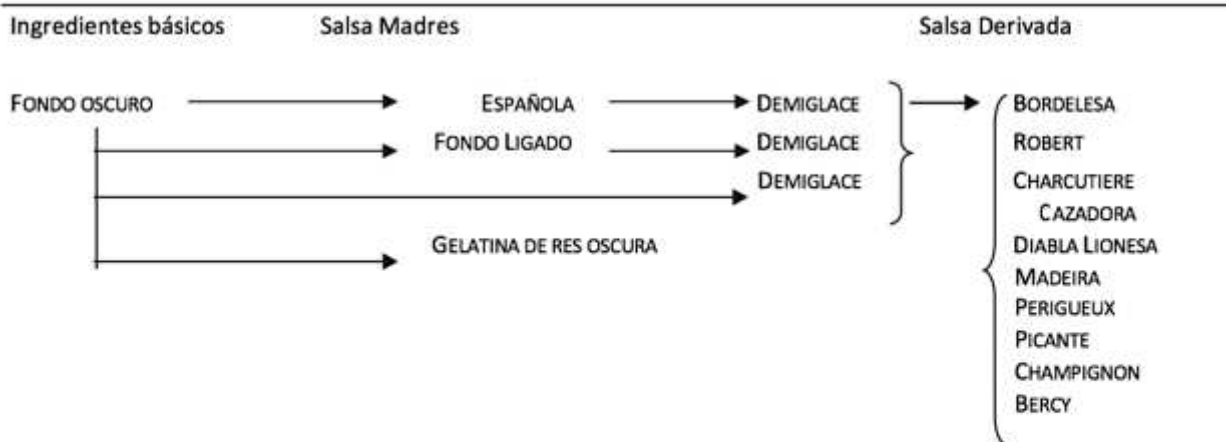 Ingredientes básicos Salsa Madres Salsa Derivada
FONDO OSCURO ESPAÑOLA DEMIGLACE BORDELESA
FONDO LIGADO DEMIGLACE ROBERT
DEMIGLACE CHARCUTIERE
CAZADORA
GELATINA DE RES OSCURA DIABLA LIONESA
MADEIRA
PERIGUEUX
PICANTE
CHAMPIGNON
BERCY